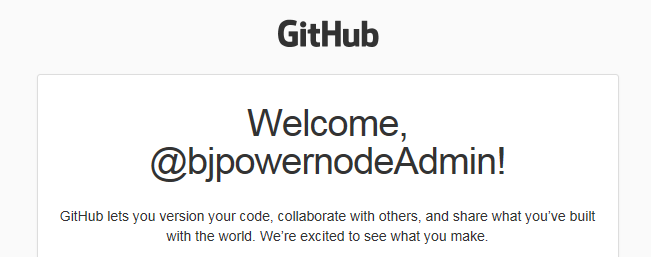 GitHub
Welcome,
@bjpowernodeAdmin!
GitHub lets you version your code, collaborate with others, and share what you’ve built
with the world. We’re excited to see what you make.